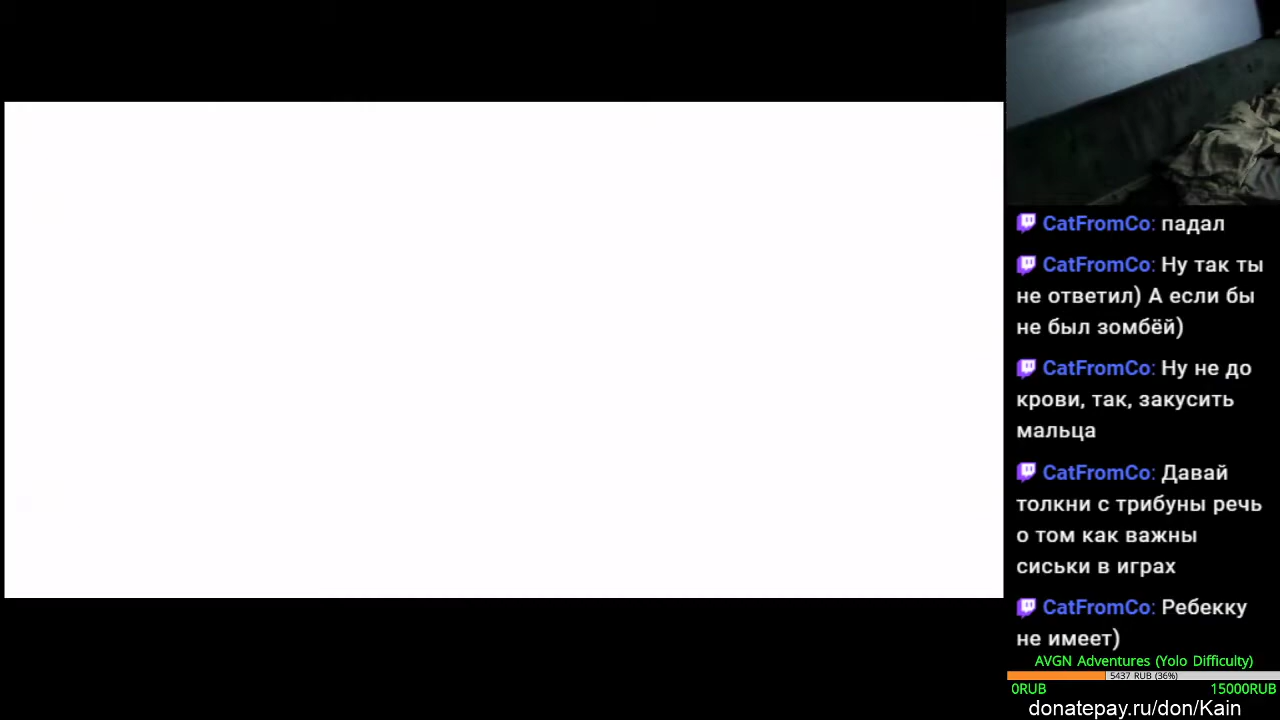 CatFromCo: падал
CatFromCo: Ну так ты
не ответил) А если бы
не был зомбёй)
CatFromCo: Ну не до
крови, так, закусить
мальца
CatFromCo: Давай
толкни с трибуны речь
о том как важны
сиськи в играх
CatFromCo: Ребекку
не имеет)
AVGN Adventures (Yolo Difficulty)
5437 RUB (36%)
0RUB 15000RUB
donatepay.ru/don/Kain